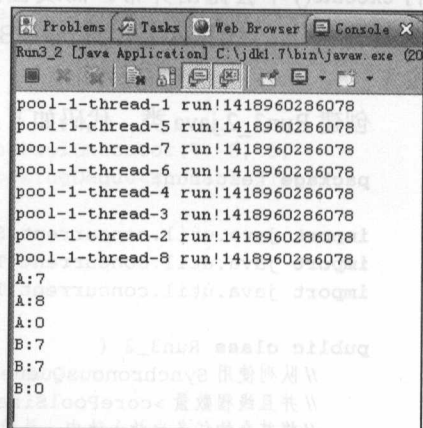 Problems Tasks Web Browser Console
Run3_2 [Java Application] C:\jdk1.7\bin\javaw.exe (20
pool-1-thread-1 run!1418960286078
pool-1-thread-5 run!1418960286078
pool-1-thread-7 run!1418960286078
pool-1-thread-6 run!1418960286078
pool-1-thread-4 run!1418960286078
pool-1-thread-3 run!1418960286078
pool-1-thread-2 run!1418960286078
pool-1-thread-8 run!1418960286078
A:7
A:8
A:0
B:7
B:7
B:0